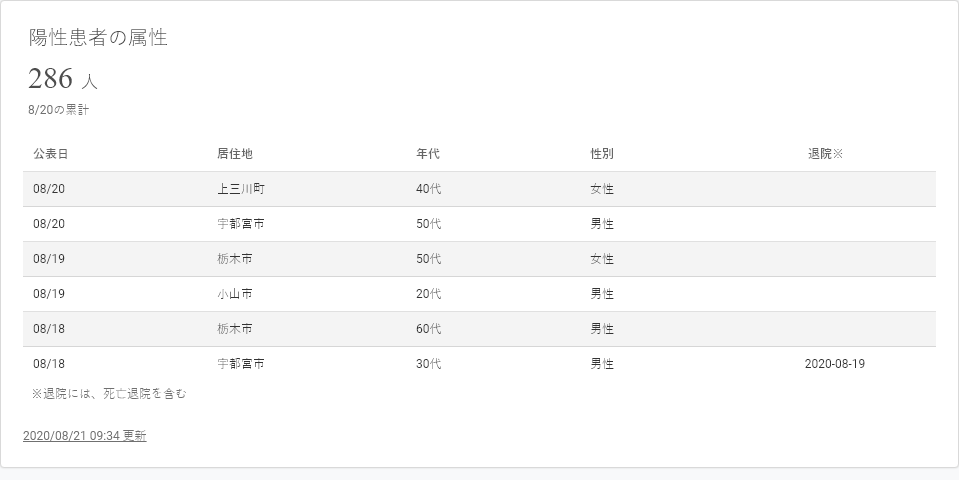 陽性患者の属性
286 人
8/20の累計
公表日 居住地 年代 性別 退院※
08/20 上三川町 40代 女性
08/20 宇都宮市 50代 男性
08/19 栃木市 50代 女性
08/19 小山市 20代 男性
08/18 栃木市 60代 男性
08/18 宇都宮市 30代 男性 2020-08-19
※退院には、死亡退院を含む
2020/08/21 09:34 更新